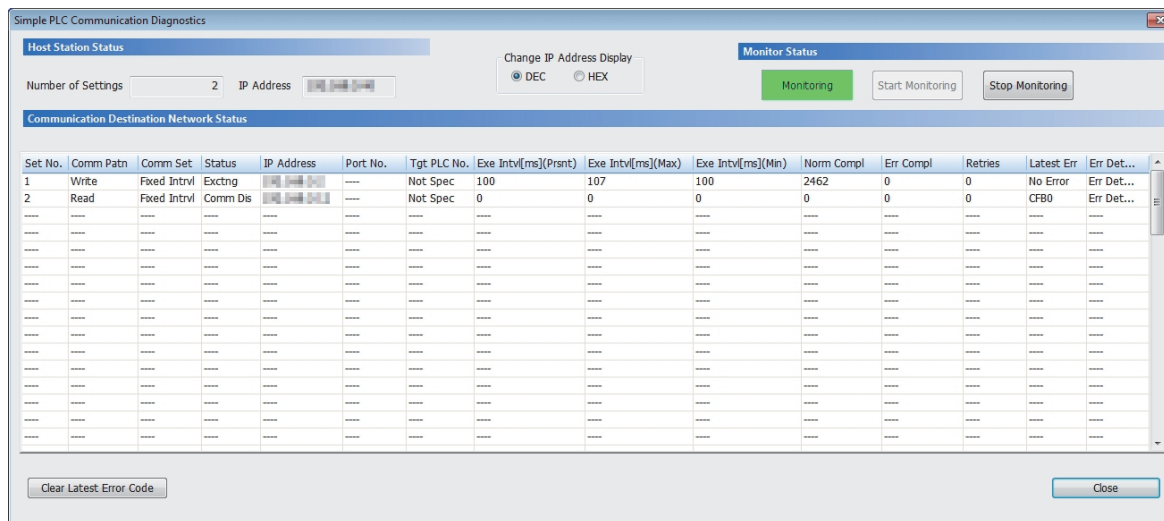 Simple PLC Communication Diagnostics
Host Station Status
Change IP Address Display
Monitor Status
Number of Settings 2 IP Address
DEC HEX
Monitoring Start Monitoring Stop Monitoring
Communication Destination Network Status
Set No. Comm Patn Comm Set Status IP Address Port No. Tgt PLC No. Exe Intvl[ms](Prsnt) Exe Intvl[ms](Max) Exe Intvl[ms](Min) Norm Compl Err Compl Retries Latest Err Err Det...
1 Write Fixed Intrvl Exctng ---- Not Spec 100 107 100 2462 0 0 No Error Err Det...
2 Read Fixed Intrvl Comm Dis ---- Not Spec 0 0 0 0 0 0 CFB0 Err Det...
---- ---- ---- ---- ---- ---- ---- ---- ---- ---- ---- ---- ---- ---- ----
---- ---- ---- ---- ---- ---- ---- ---- ---- ---- ---- ---- ---- ---- ----
---- ---- ---- ---- ---- ---- ---- ---- ---- ---- ---- ---- ---- ---- ----
---- ---- ---- ---- ---- ---- ---- ---- ---- ---- ---- ---- ---- ---- ----
---- ---- ---- ---- ---- ---- ---- ---- ---- ---- ---- ---- ---- ---- ----
---- ---- ---- ---- ---- ---- ---- ---- ---- ---- ---- ---- ---- ---- ----
---- ---- ---- ---- ---- ---- ---- ---- ---- ---- ---- ---- ---- ---- ----
---- ---- ---- ---- ---- ---- ---- ---- ---- ---- ---- ---- ---- ---- ----
---- ---- ---- ---- ---- ---- ---- ---- ---- ---- ---- ---- ---- ---- ----
---- ---- ---- ---- ---- ---- ---- ---- ---- ---- ---- ---- ---- ---- ----
---- ---- ---- ---- ---- ---- ---- ---- ---- ---- ---- ---- ---- ---- ----
---- ---- ---- ---- ---- ---- ---- ---- ---- ---- ---- ---- ---- ---- ----
---- ---- ---- ---- ---- ---- ---- ---- ---- ---- ---- ---- ---- ---- ----
---- ---- ---- ---- ---- ---- ---- ---- ---- ---- ---- ---- ---- ---- ----
Clear Latest Error Code Close